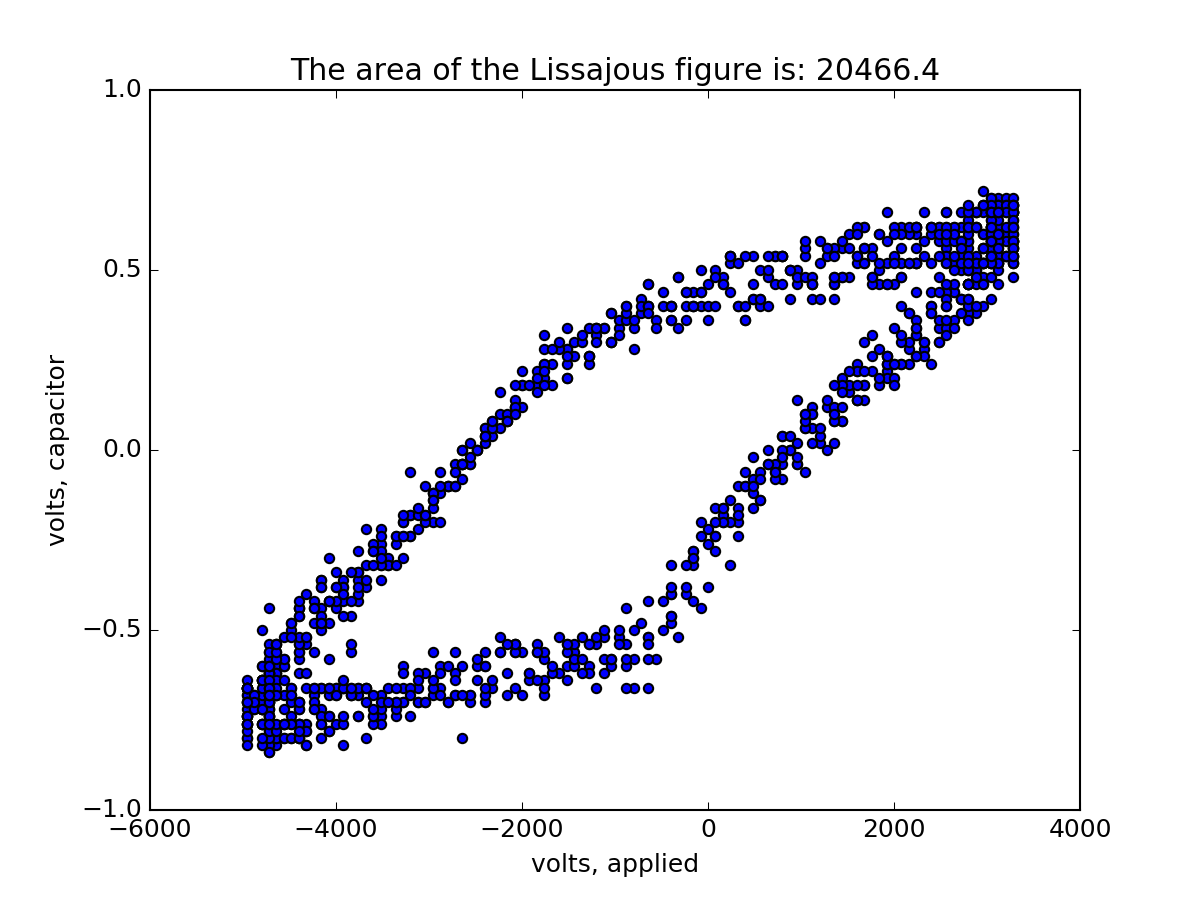 The area of the Lissajous figure is: 20466.4
1.0
0.5
0.0
−0.5
−1.0
volts, capacitor
−6000 −4000 −2000 0 2000 4000
volts, applied